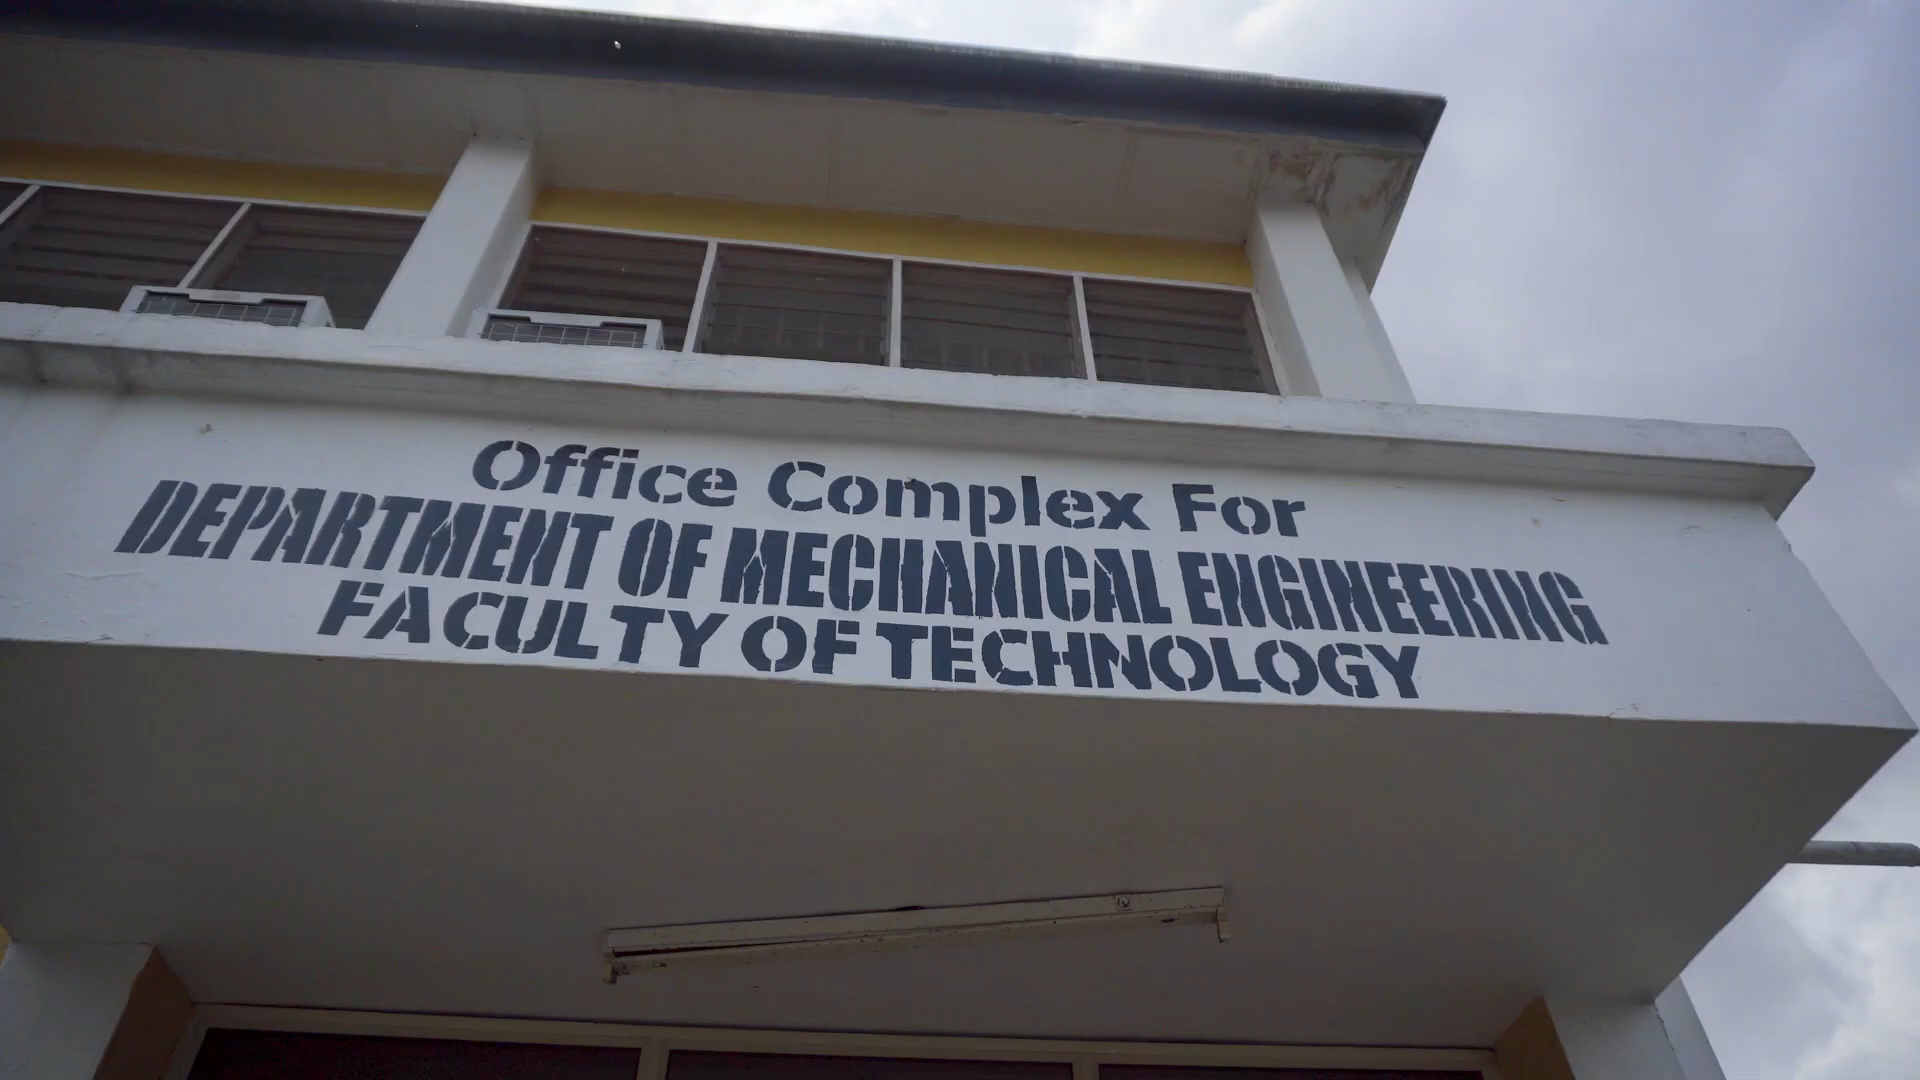 Office Complex For
DEPARTMENT OF MECHANICAL ENGINEERING
FACULTY OF TECHNOLOGY